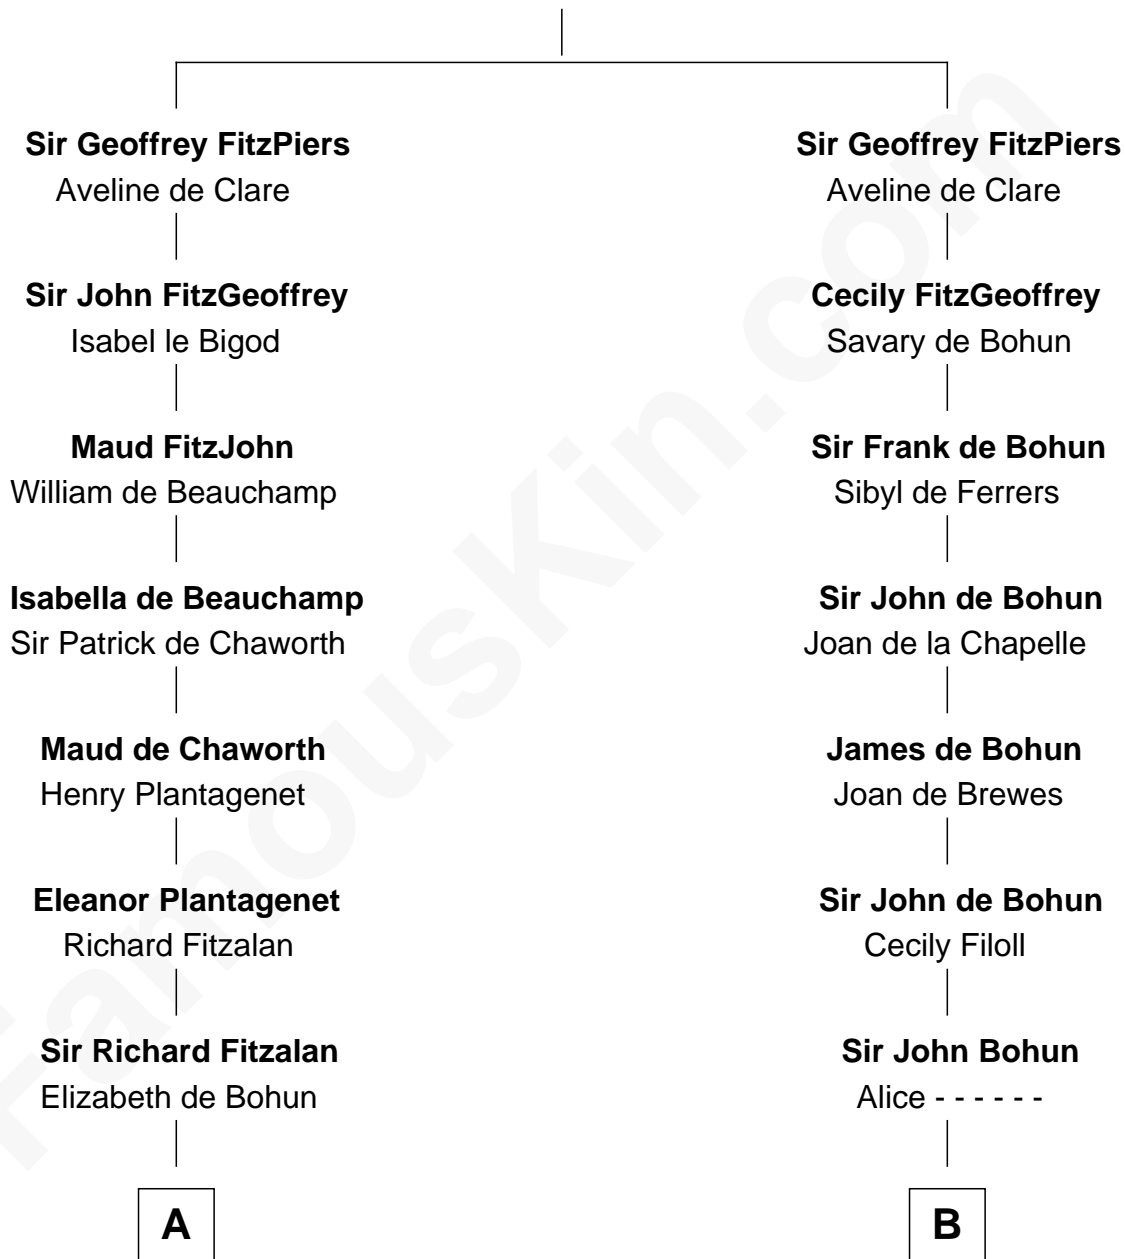 Sir Geoffrey FitzPiers
Aveline de Clare
Sir John FitzGeoffrey
Isabel le Bigod
Maud FitzJohn
William de Beauchamp
Isabella de Beauchamp
Sir Patrick de Chaworth
Maud de Chaworth
Henry Plantagenet
Eleanor Plantagenet
Richard Fitzalan
Sir Richard Fitzalan
Elizabeth de Bohun
A
Sir Geoffrey FitzPiers
Aveline de Clare
Cecily FitzGeoffrey
Savary de Bohun
Sir Frank de Bohun
Sibyl de Ferrers
Sir John de Bohun
Joan de la Chapelle
James de Bohun
Joan de Brewes
Sir John de Bohun
Cecily Filoll
Sir John Bohun
Alice - - - - - -
B
FamousKin.com